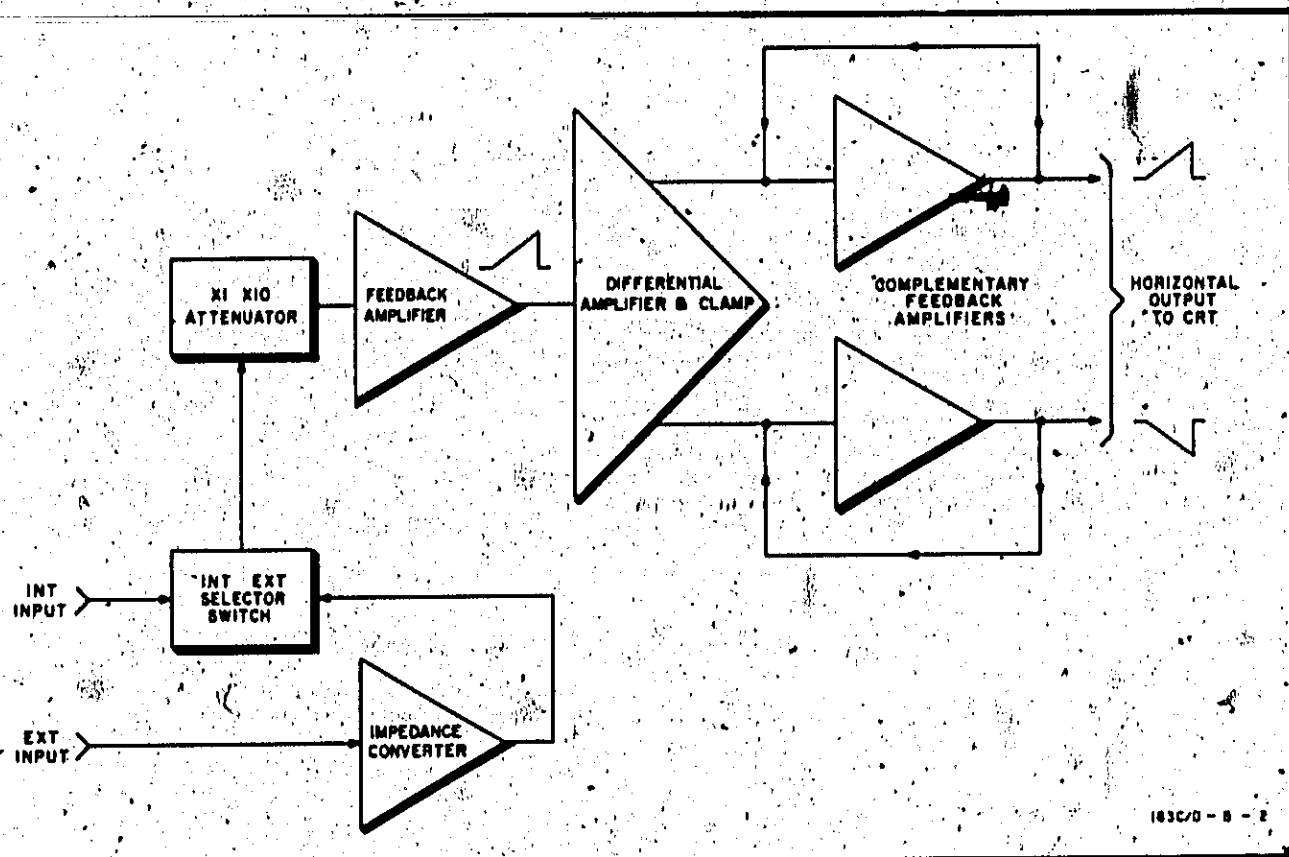 X1 X10
ATTENUATOR
FEEDBACK
AMPLIFIER
DIFFERENTIAL
AMPLIFIER & CLAMP
COMPLEMENTARY
FEEDBACK
AMPLIFIERS
HORIZONTAL
OUTPUT
TO CRT
INT
INPUT
INT EXT
SELECTOR
SWITCH
EXT
INPUT
IMPEDANCE
CONVERTER
183C/D - B - 2